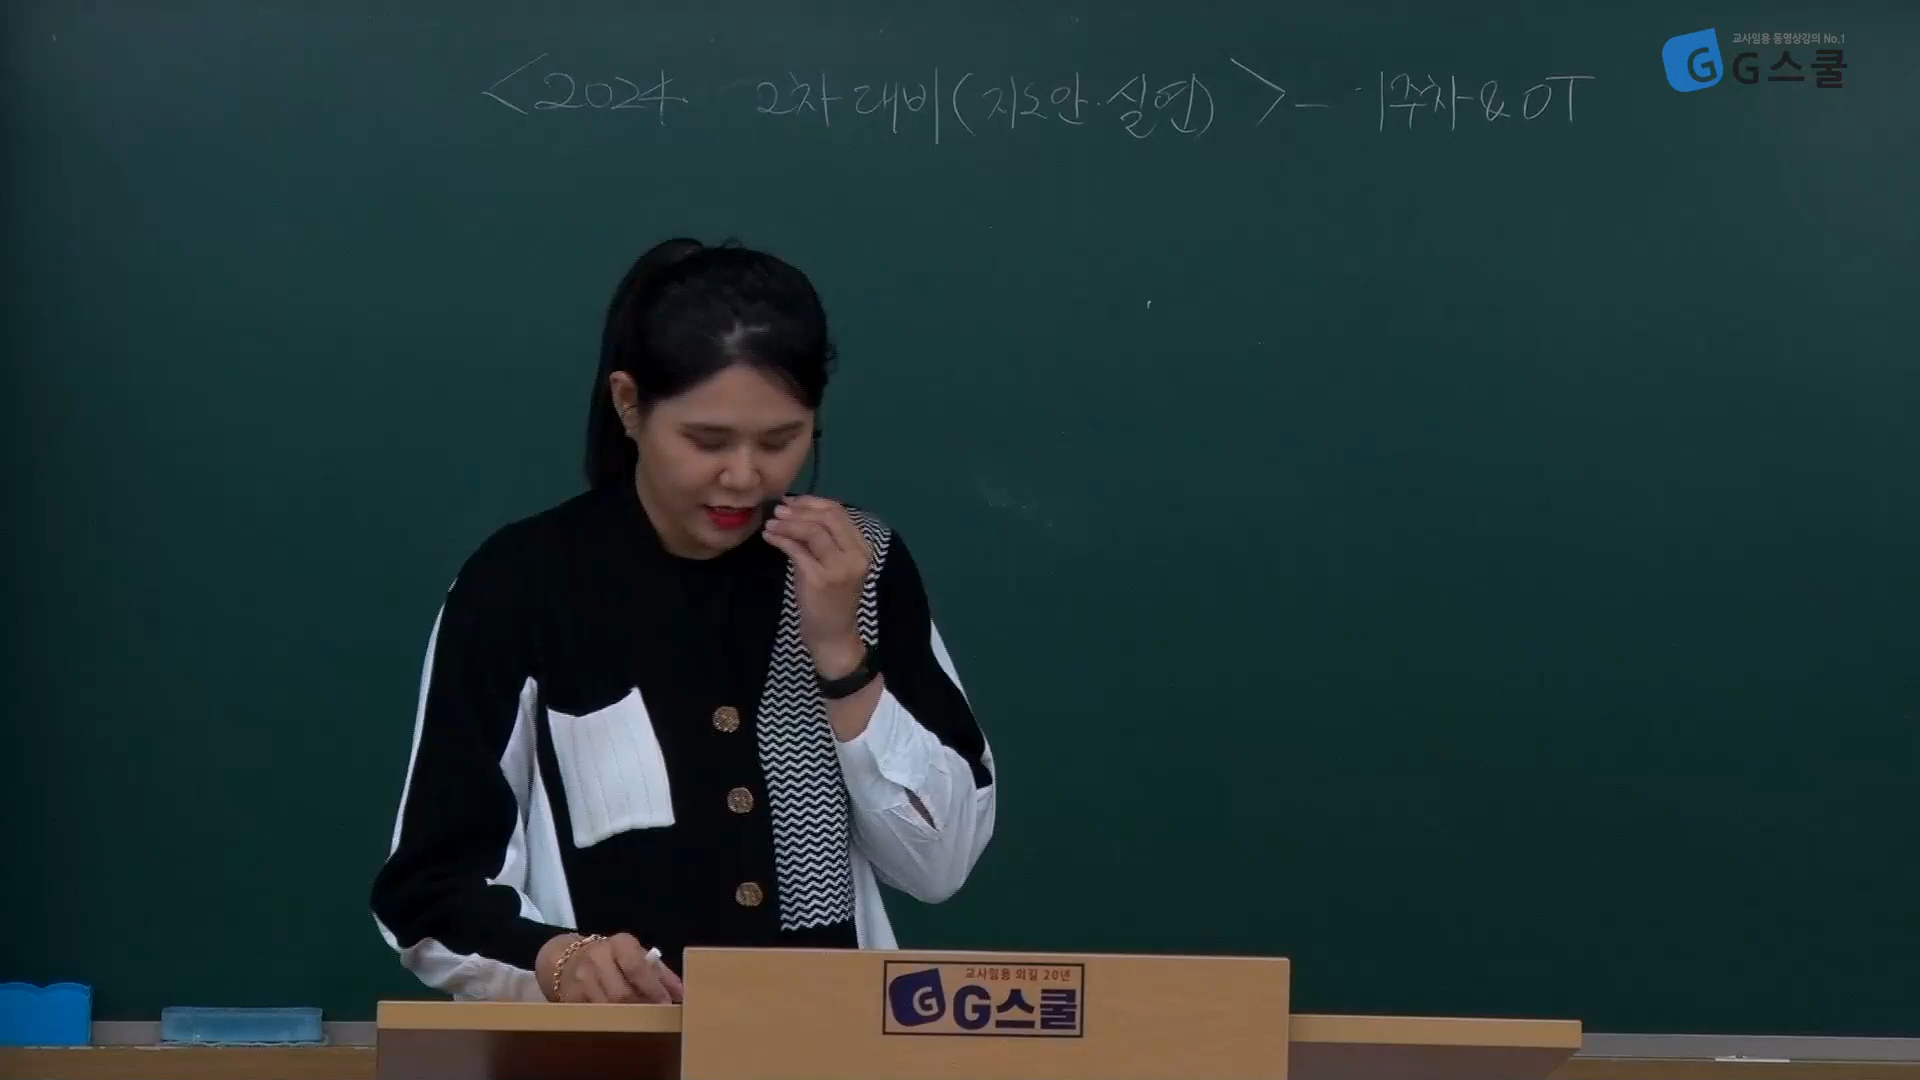 <2024. 2차 대비(지도안·실연)> - 1주차 & OT
교사임용 동영상강의 No.1
G스쿨
교사임용 외길 20년
G스쿨